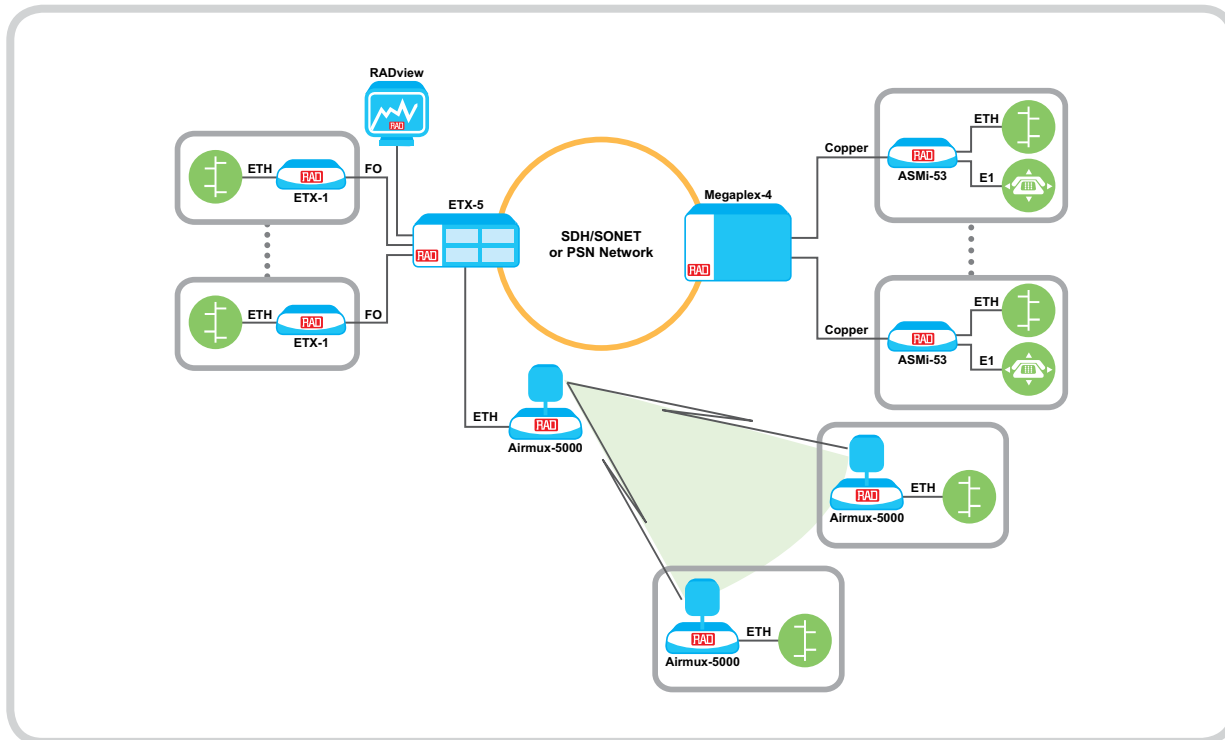 RADview
RAD
ETH
RAD
FO
ETX-1
ETX-5
RAD
SDH/SONET
or PSN Network
Megaplex-4
RAD
Copper
RAD
ASMi-53
ETH
E1
ETH
RAD
FO
ETX-1
Copper
RAD
ASMi-53
ETH
E1
ETH
RAD
Airmux-5000
RAD
Airmux-5000
ETH
RAD
Airmux-5000
ETH